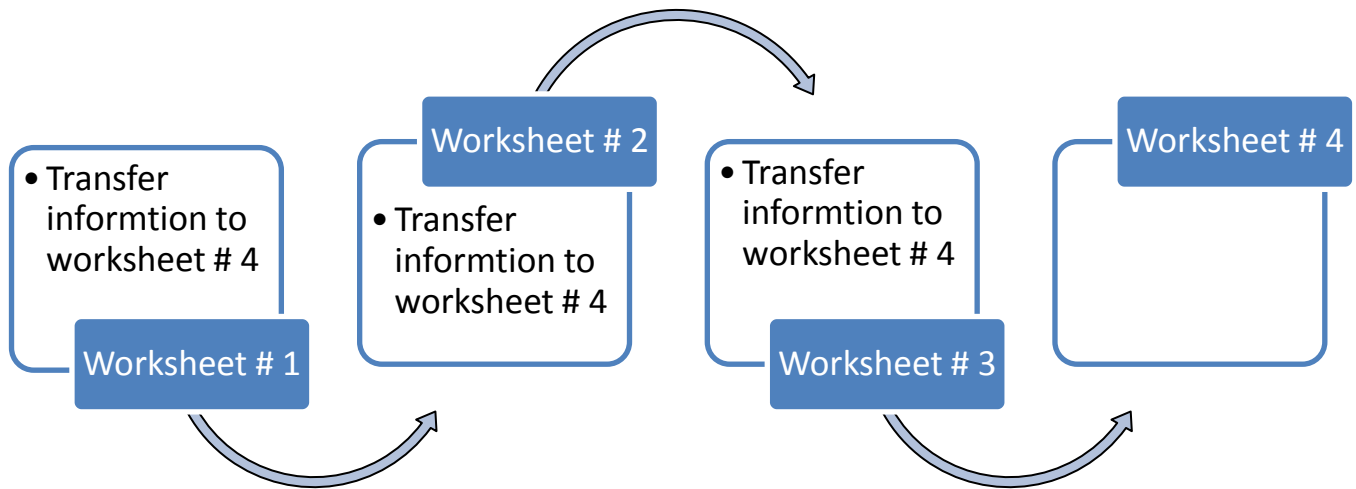 • Transfer
informtion to
worksheet # 4
Worksheet # 1
Worksheet # 2
• Transfer
informtion to
worksheet # 4
• Transfer
informtion to
worksheet # 4
Worksheet # 3
Worksheet # 4